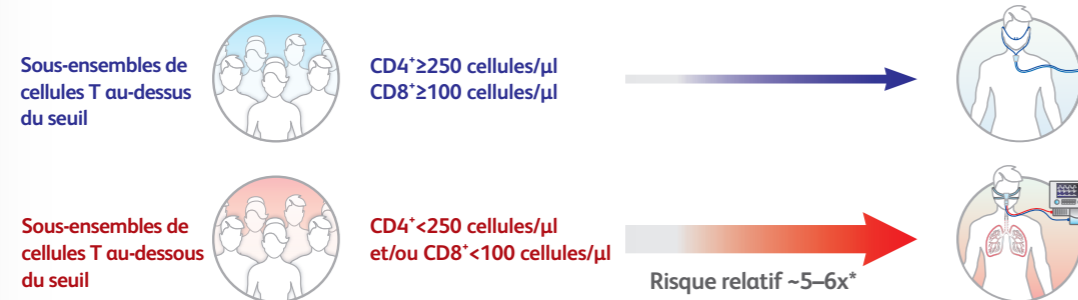 Sous-ensembles de
cellules T au-dessus
du seuil
CD4⁺≥250 cellules/µl
CD8⁺≥100 cellules/µl
Sous-ensembles de
cellules T au-dessous
du seuil
CD4⁺<250 cellules/µl
et/ou CD8⁺<100 cellules/µl
Risque relatif ~5–6x*